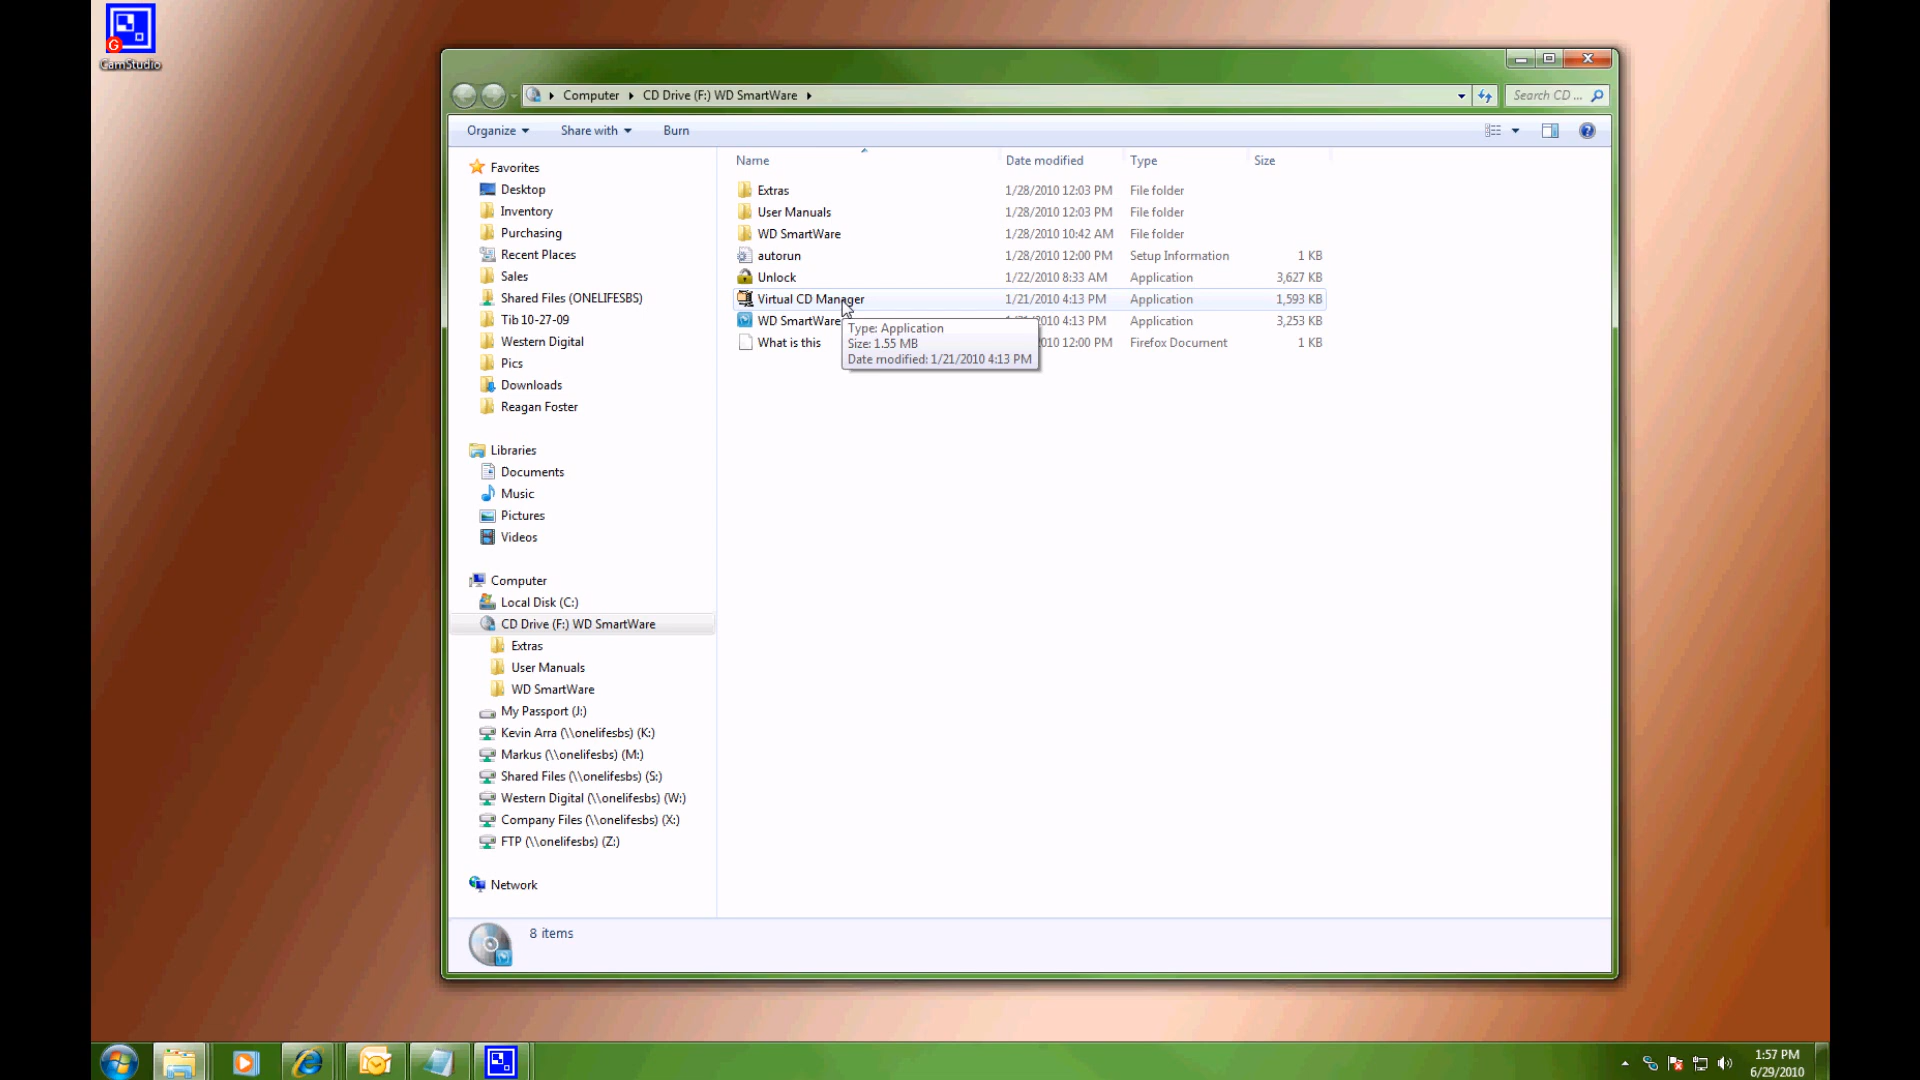 CamStudio
Computer CD Drive (F:) WD SmartWare
Search CD ...
Organize Share with Burn
Name Date modified Type Size
Extras 1/28/2010 12:03 PM File folder
User Manuals 1/28/2010 12:03 PM File folder
WD SmartWare 1/28/2010 10:42 AM File folder
autorun 1/28/2010 12:00 PM Setup Information 1 KB
Unlock 1/22/2010 8:33 AM Application 3,627 KB
Virtual CD Manager 1/21/2010 4:13 PM Application 1,593 KB
WD SmartWare 4:13 PM Application 3,253 KB
What is this 12:00 PM Firefox Document 1 KB
Type: Application
Size: 1.55 MB
Date modified: 1/21/2010 4:13 PM
Favorites
Desktop
Inventory
Purchasing
Recent Places
Sales
Shared Files (ONELIFESBS)
Tib 10-27-09
Western Digital
Pics
Downloads
Reagan Foster
Libraries
Documents
Music
Pictures
Videos
Computer
Local Disk (C:)
CD Drive (F:) WD SmartWare
Extras
User Manuals
WD SmartWare
My Passport (J:)
Kevin Arra (\\onelifesbs) (K:)
Markus (\\onelifesbs) (M:)
Shared Files (\\onelifesbs) (S:)
Western Digital (\\onelifesbs) (W:)
Company Files (\\onelifesbs) (X:)
FTP (\\onelifesbs) (Z:)
Network
8 items
1:57 PM
6/29/2010